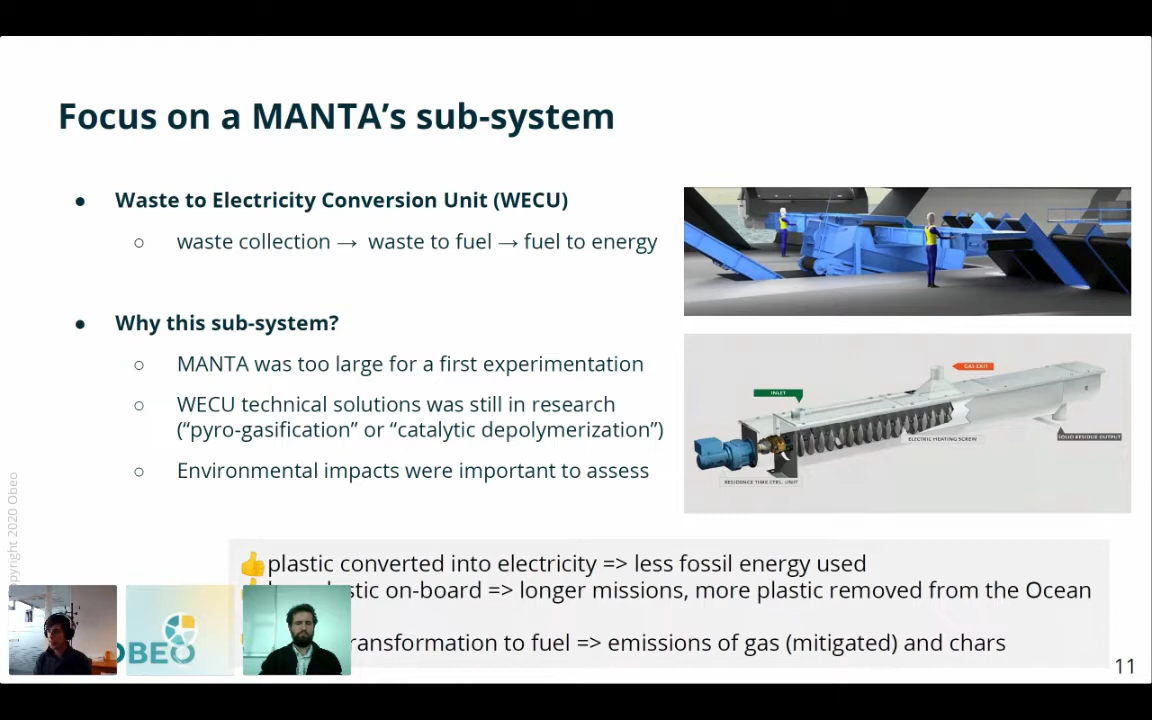 Focus on a MANTA's sub-system
● Waste to Electricity Conversion Unit (WECU)
○ waste collection → waste to fuel → fuel to energy
● Why this sub-system?
○ MANTA was too large for a first experimentation
○ WECU technical solutions was still in research
(“pyro-gasification” or “catalytic depolymerization”)
○ Environmental impacts were important to assess
GAS EXIT
INLET
ELECTRIC HEATING SCREW
SOLID RESIDUE OUTPUT
RESIDENCE TIME CTRL. UNIT
👍plastic converted into electricity => less fossil energy used
on-board => longer missions, more plastic removed from the Ocean
to fuel => emissions of gas (mitigated) and chars
2020 Obeo
OBEO
11